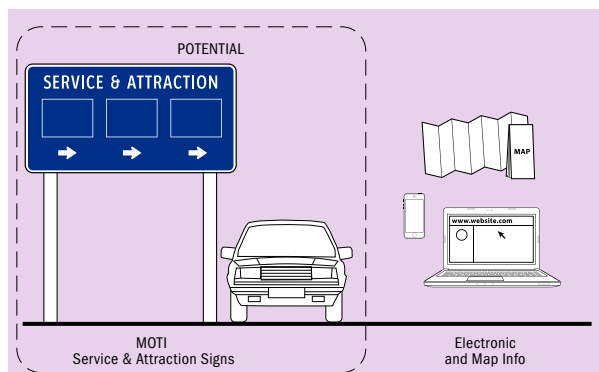 POTENTIAL
SERVICE & ATTRACTION
MAP
www.website.com
MOTI
Service & Attraction Signs
Electronic
and Map Info